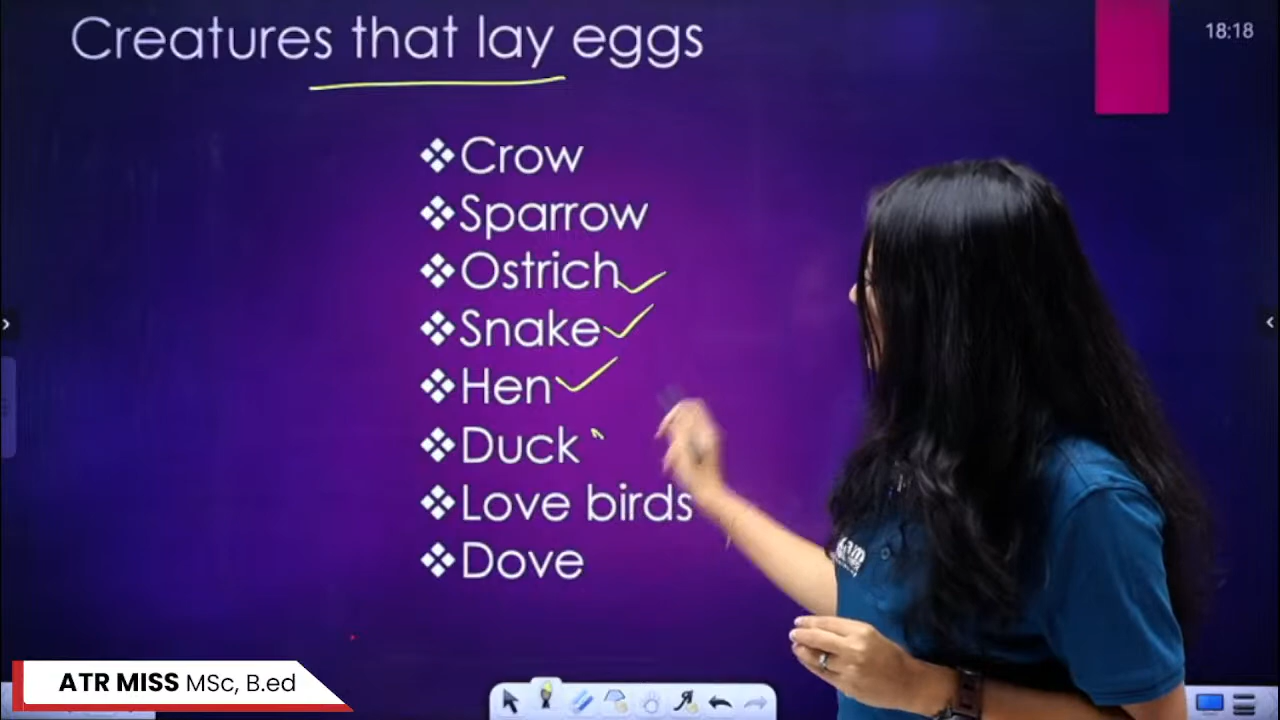 Creatures that lay eggs
18:18
Crow
Sparrow
Ostrich
Snake
Hen
Duck
Love birds
Dove
ATR MISS MSc, B.ed